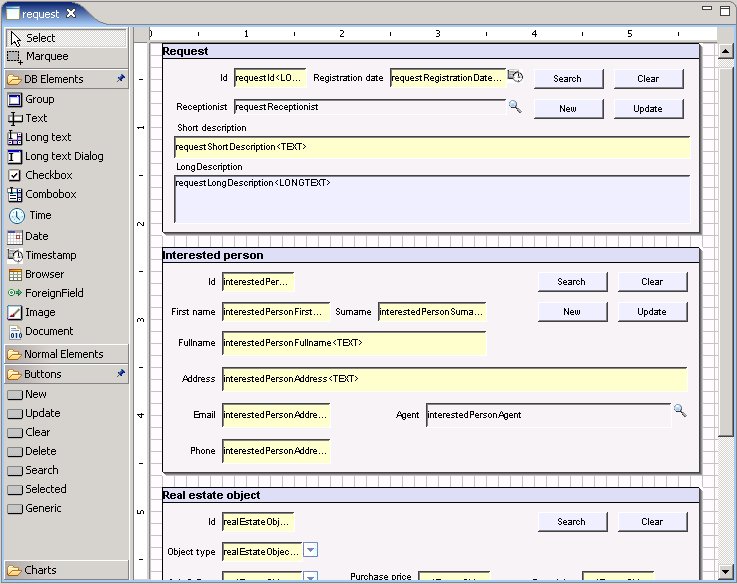 request
Select
Marquee
DB Elements
Group
Text
Long text
Long text Dialog
Checkbox
Combobox
Time
Date
Timestamp
Browser
ForeignField
Image
Document
Normal Elements
Buttons
New
Update
Clear
Delete
Search
Selected
Generic
Charts
0 1 2 3 4 5
1
2
3
4
5
Request
Id requestId<LO... Registration date requestRegistrationDate... Search Clear
Receptionist requestReceptionist New Update
Short description
requestShortDescription<TEXT>
LongDescription
requestLongDescription<LONGTEXT>
Interested person
Id interestedPer... Search Clear
First name interestedPersonFirst... Surname interestedPersonSurna... New Update
Fullname interestedPersonFullname<TEXT>
Address interestedPersonAddress<TEXT>
Email interestedPersonAddre... Agent interestedPersonAgent
Phone interestedPersonAddre...
Real estate object
Id realEstateObj... Search Clear
Object type realEstateObjec...
Purchase price